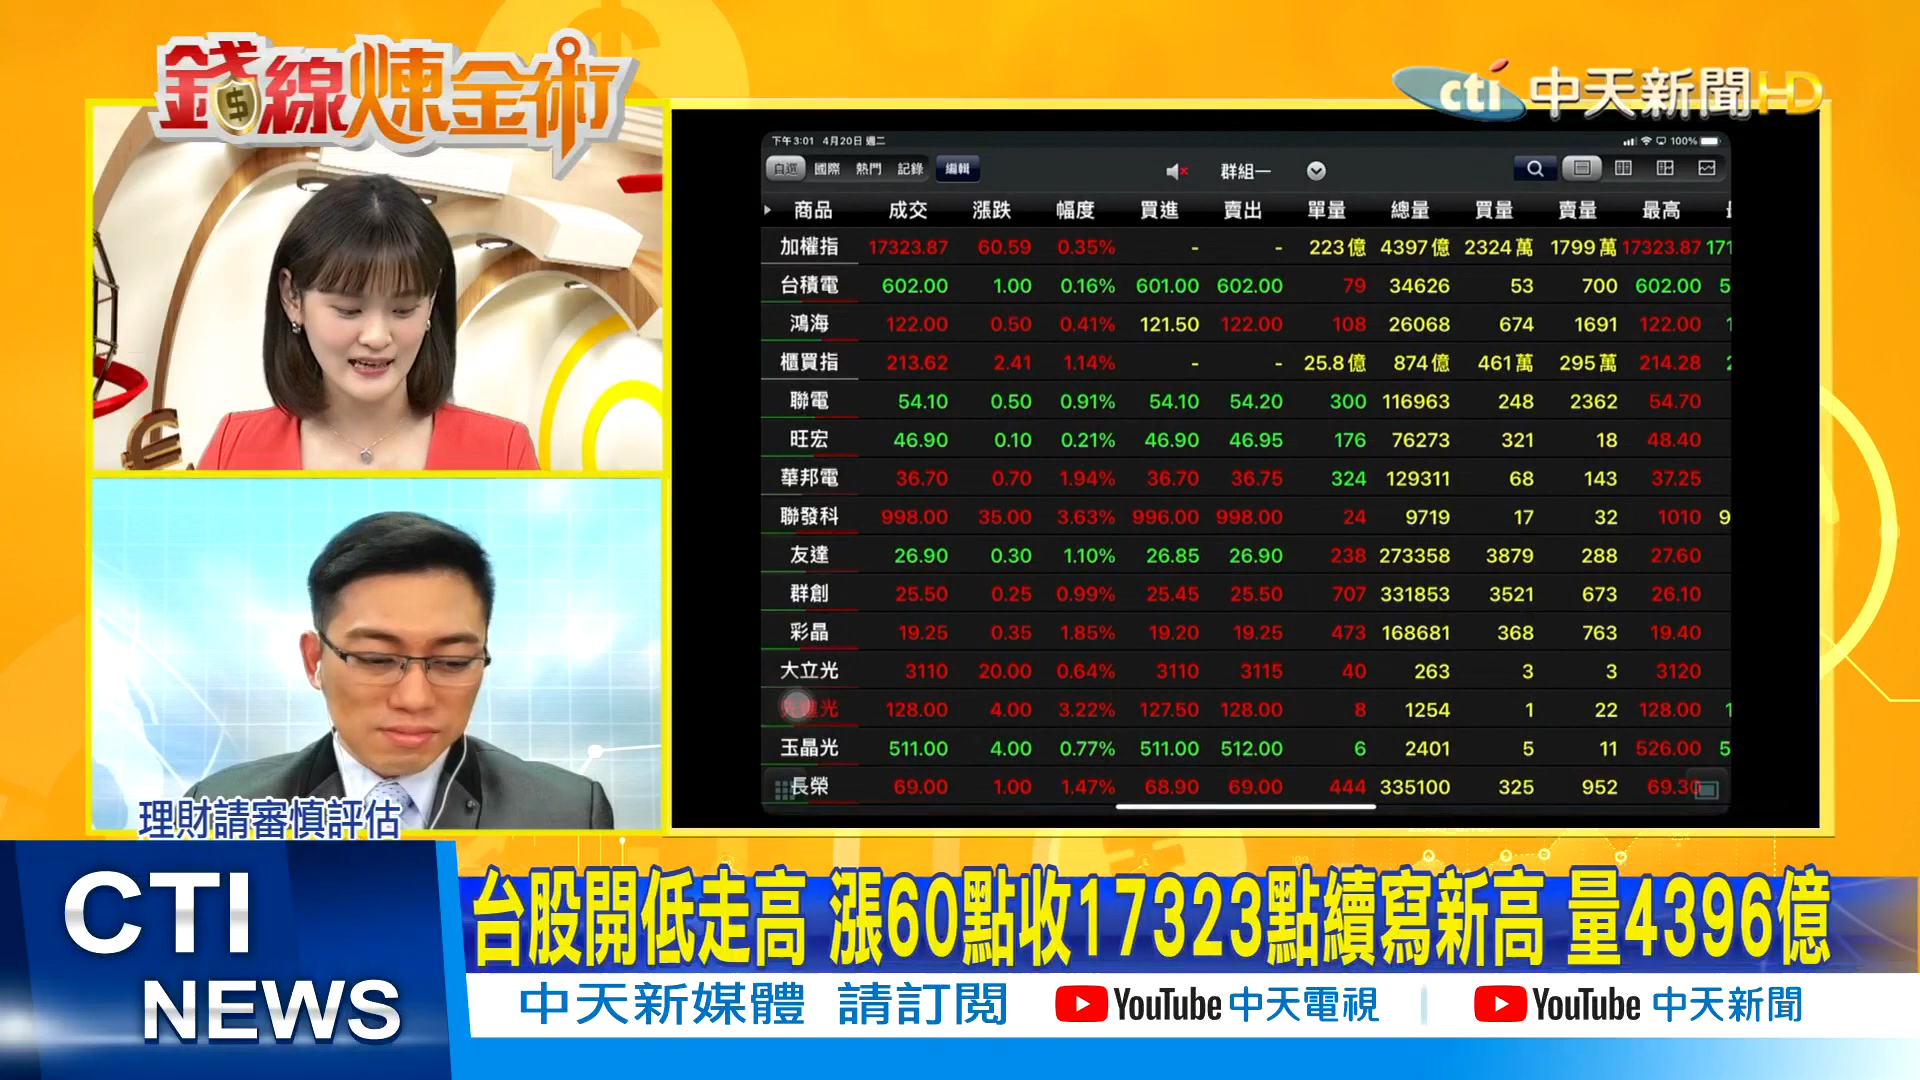 錢線煉金術
cti 中天新聞HD
下午3:01 4月20日 週二 100%
自選 國際 熱門 記錄 編輯 群組一
商品 成交 漲跌 幅度 買進 賣出 單量 總量 買量 賣量 最高
加權指 17323.87 60.59 0.35% - - 223億 4397億 2324萬 1799萬 17323.87 171
台積電 602.00 1.00 0.16% 601.00 602.00 79 34626 53 700 602.00 5
鴻海 122.00 0.50 0.41% 121.50 122.00 108 26068 674 1691 122.00 1
櫃買指 213.62 2.41 1.14% - - 25.8億 874億 461萬 295萬 214.28 2
聯電 54.10 0.50 0.91% 54.10 54.20 300 116963 248 2362 54.70
旺宏 46.90 0.10 0.21% 46.90 46.95 176 76273 321 18 48.40
華邦電 36.70 0.70 1.94% 36.70 36.75 324 129311 68 143 37.25
聯發科 998.00 35.00 3.63% 996.00 998.00 24 9719 17 32 1010 9
友達 26.90 0.30 1.10% 26.85 26.90 238 273358 3879 288 27.60
群創 25.50 0.25 0.99% 25.45 25.50 707 331853 3521 673 26.10
彩晶 19.25 0.35 1.85% 19.20 19.25 473 168681 368 763 19.40
大立光 3110 20.00 0.64% 3110 3115 40 263 3 3 3120
光 128.00 4.00 3.22% 127.50 128.00 8 1254 1 22 128.00 1
玉晶光 511.00 4.00 0.77% 511.00 512.00 6 2401 5 11 526.00 5
長榮 69.00 1.00 1.47% 68.90 69.00 444 335100 325 952 69.30
理財請審慎評估
CTI
NEWS
台股開低走高 漲60點收17323點續寫新高 量4396億
中天新媒體 請訂閱 YouTube 中天電視 YouTube 中天新聞